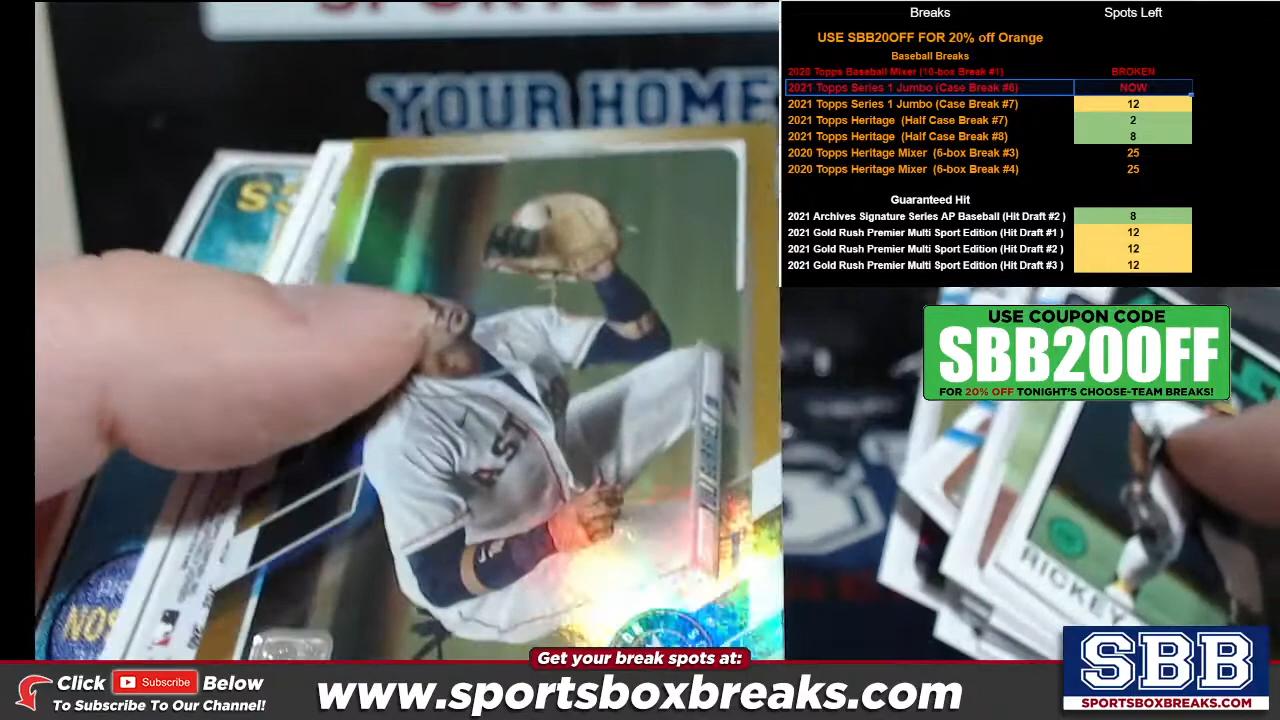 YOUR HOME
AST
RICKEY
Breaks Spots Left
USE SBB20OFF FOR 20% off Orange
Baseball Breaks
2020 Topps Baseball Mixer (10-box Break #1) BROKEN
2021 Topps Series 1 Jumbo (Case Break #6) NOW
2021 Topps Series 1 Jumbo (Case Break #7) 12
2021 Topps Heritage (Half Case Break #7) 2
2021 Topps Heritage (Half Case Break #8) 8
2020 Topps Heritage Mixer (6-box Break #3) 25
2020 Topps Heritage Mixer (6-box Break #4) 25
Guaranteed Hit
2021 Archives Signature Series AP Baseball (Hit Draft #2 ) 8
2021 Gold Rush Premier Multi Sport Edition (Hit Draft #1 ) 12
2021 Gold Rush Premier Multi Sport Edition (Hit Draft #2 ) 12
2021 Gold Rush Premier Multi Sport Edition (Hit Draft #3 ) 12
USE COUPON CODE
SBB20OFF
FOR 20% OFF TONIGHT'S CHOOSE-TEAM BREAKS!
SBB
SPORTSBOXBREAKS.COM
Get your break spots at:
Click Subscribe Below
To Subscribe To Our Channel!
www.sportsboxbreaks.com